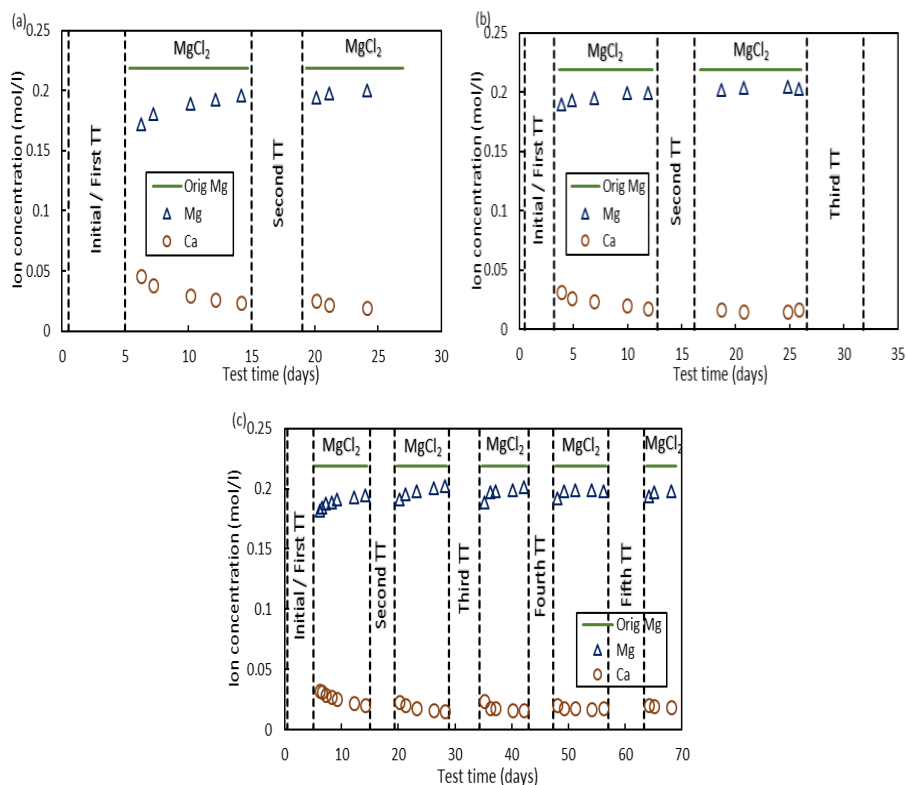 (a)
Ion concentration (mol/l)
0.25
0.2
0.15
0.1
0.05
0
MgCl2
MgCl2
Initial / First TT
Second TT
Orig Mg
Mg
Ca
0 5 10 15 20 25 30
Test time (days)
(b)
Ion concentration (mol/l)
0.25
0.2
0.15
0.1
0.05
0
MgCl2
MgCl2
Initial / First TT
Second TT
Third TT
Orig Mg
Mg
Ca
0 5 10 15 20 25 30 35
Test time (days)
(c)
Ion concentration (mol/l)
0.25
0.2
0.15
0.1
0.05
0
MgCl2 MgCl2 MgCl2 MgCl2 MgCl2
Initial / First TT
Second TT
Third TT
Fourth TT
Fifth TT
Orig Mg
Mg
Ca
0 10 20 30 40 50 60 70
Test time (days)